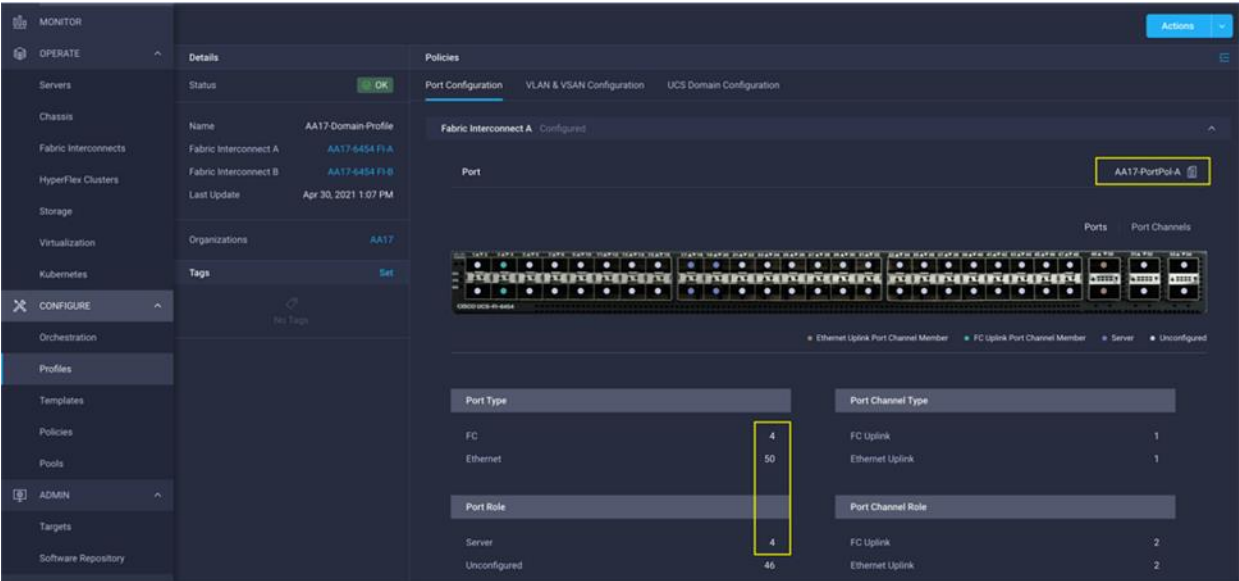 MONITOR
OPERATE
Servers
Chassis
Fabric Interconnects
HyperFlex Clusters
Storage
Virtualization
Kubernetes
CONFIGURE
Orchestration
Profiles
Templates
Policies
Pools
ADMIN
Targets
Software Repository
Actions
Details
Status
OK
Name AA17-Domain-Profile
Fabric Interconnect A AA17-6454 FI-A
Fabric Interconnect B AA17-6454 FI-B
Last Update Apr 30, 2021 1:07 PM
Organizations AA17
Tags Set
No Tags
Policies
Port Configuration VLAN & VSAN Configuration UCS Domain Configuration
Fabric Interconnect A Configured
Port AA17-PortPol-A
Ports Port Channels
CISCO UCS-FI-6454
Ethernet Uplink Port Channel Member FC Uplink Port Channel Member Server Unconfigured
Port Type
FC 4
Ethernet 50
Port Role
Server 4
Unconfigured 46
Port Channel Type
FC Uplink 1
Ethernet Uplink 1
Port Channel Role
FC Uplink 2
Ethernet Uplink 2